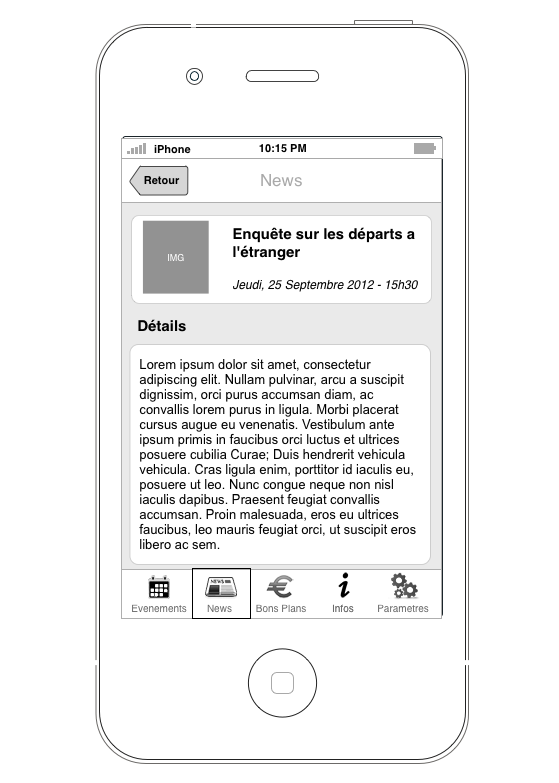 iPhone 10:15 PM
Retour News
IMG
Enquête sur les départs a
l'étranger
Jeudi, 25 Septembre 2012 - 15h30
Détails
Lorem ipsum dolor sit amet, consectetur
adipiscing elit. Nullam pulvinar, arcu a suscipit
dignissim, orci purus accumsan diam, ac
convallis lorem purus in ligula. Morbi placerat
cursus augue eu venenatis. Vestibulum ante
ipsum primis in faucibus orci luctus et ultrices
posuere cubilia Curae; Duis hendrerit vehicula
vehicula. Cras ligula enim, porttitor id iaculis eu,
posuere ut leo. Nunc congue neque non nisl
iaculis dapibus. Praesent feugiat convallis
accumsan. Proin malesuada, eros eu ultrices
faucibus, leo mauris feugiat orci, ut suscipit eros
libero ac sem.
NEWS
Evenements News Bons Plans Infos Parametres